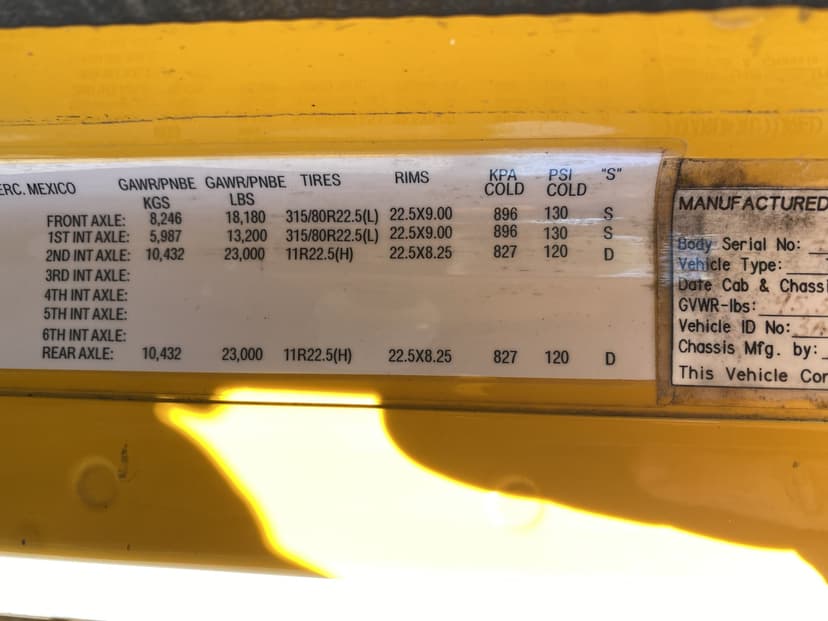 ERC. MEXICO GAWR/PNBE GAWR/PNBE TIRES RIMS KPA PSI "S"
KGS LBS COLD COLD
FRONT AXLE: 8,246 18,180 315/80R22.5(L) 22.5X9.00 896 130 S
1ST INT AXLE: 5,987 13,200 315/80R22.5(L) 22.5X9.00 896 130 S
2ND INT AXLE: 10,432 23,000 11R22.5(H) 22.5X8.25 827 120 D
3RD INT AXLE:
4TH INT AXLE:
5TH INT AXLE:
6TH INT AXLE:
REAR AXLE: 10,432 23,000 11R22.5(H) 22.5X8.25 827 120 D
MANUFACTURED
Body Serial No:
Vehicle Type:
Date Cab & Chassi
GVWR-lbs:
Vehicle ID No:
Chassis Mfg. by:
This Vehicle Con